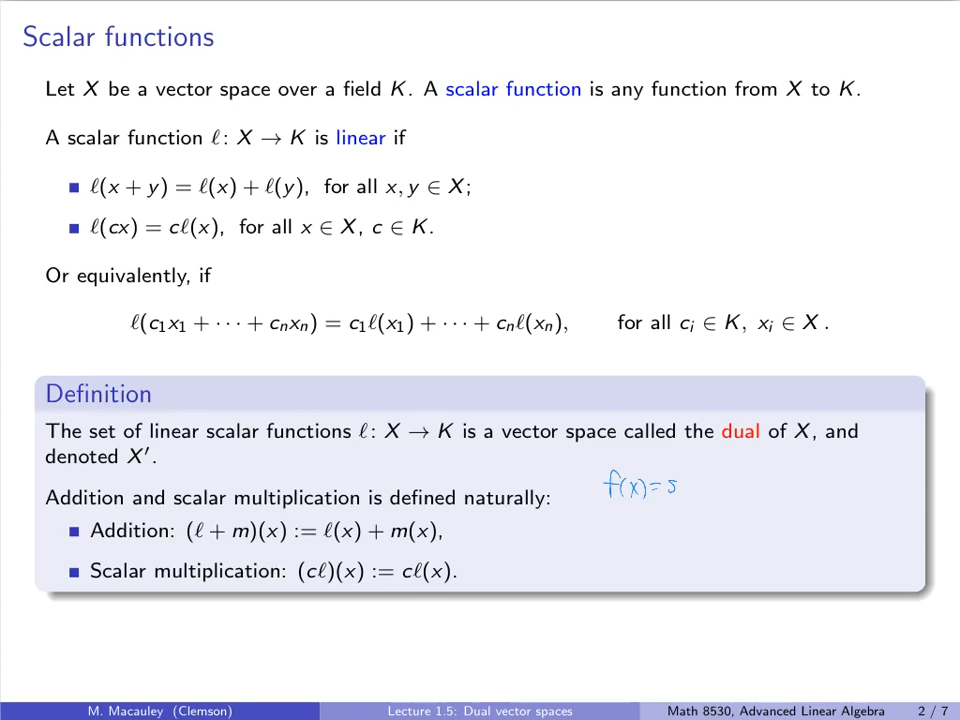 Scalar functions
Let X be a vector space over a field K. A scalar function is any function from X to K.
A scalar function ℓ: X → K is linear if
■ ℓ(x + y) = ℓ(x) + ℓ(y), for all x, y ∈ X;
■ ℓ(cx) = cℓ(x), for all x ∈ X, c ∈ K.
Or equivalently, if
ℓ(c₁x₁ + ··· + cₙxₙ) = c₁ℓ(x₁) + ··· + cₙℓ(xₙ), for all cᵢ ∈ K, xᵢ ∈ X .
Definition
The set of linear scalar functions ℓ: X → K is a vector space called the dual of X, and
denoted X′.
f(x)=s
Addition and scalar multiplication is defined naturally:
■ Addition: (ℓ + m)(x) := ℓ(x) + m(x),
■ Scalar multiplication: (cℓ)(x) := cℓ(x).
M. Macauley (Clemson) Lecture 1.5: Dual vector spaces Math 8530, Advanced Linear Algebra 2 / 7